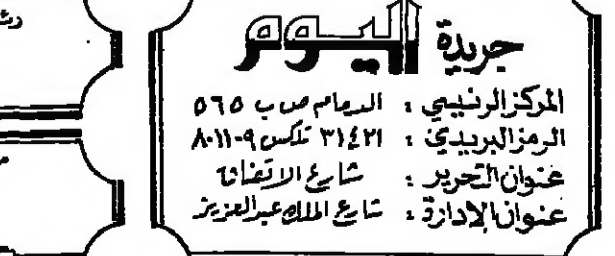 جريدة اليوم
المركز الرئيسي : الدمام ص ب ٥٦٥
الرمز البريدي : ٣١٤٢١ تلكس ٨٠١١٠٩
عنوان التحرير : شارع الاتفاق
عنوان الإدارة : شارع الملك عبدالعزيز